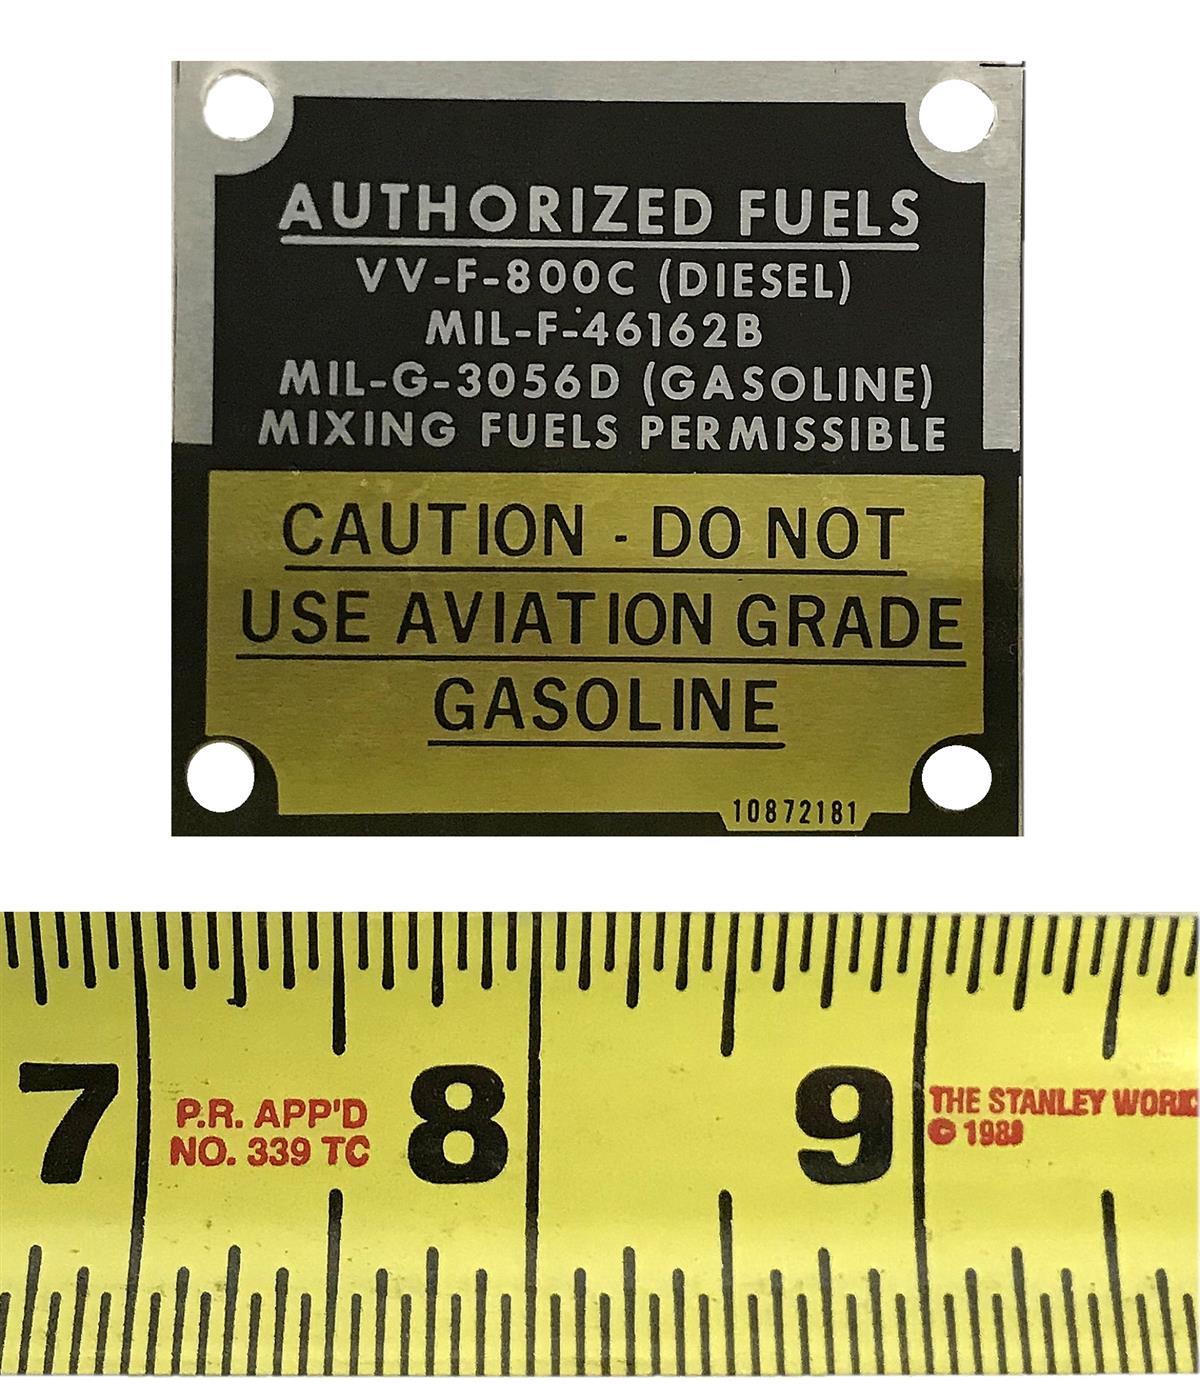 AUTHORIZED FUELS
VV-F-800C (DIESEL)
MIL-F-46162B
MIL-G-3056D (GASOLINE)
MIXING FUELS PERMISSIBLE
CAUTION - DO NOT
USE AVIATION GRADE
GASOLINE
10872181
7 8 9
P.R. APP'D
NO. 339 TC
THE STANLEY
©